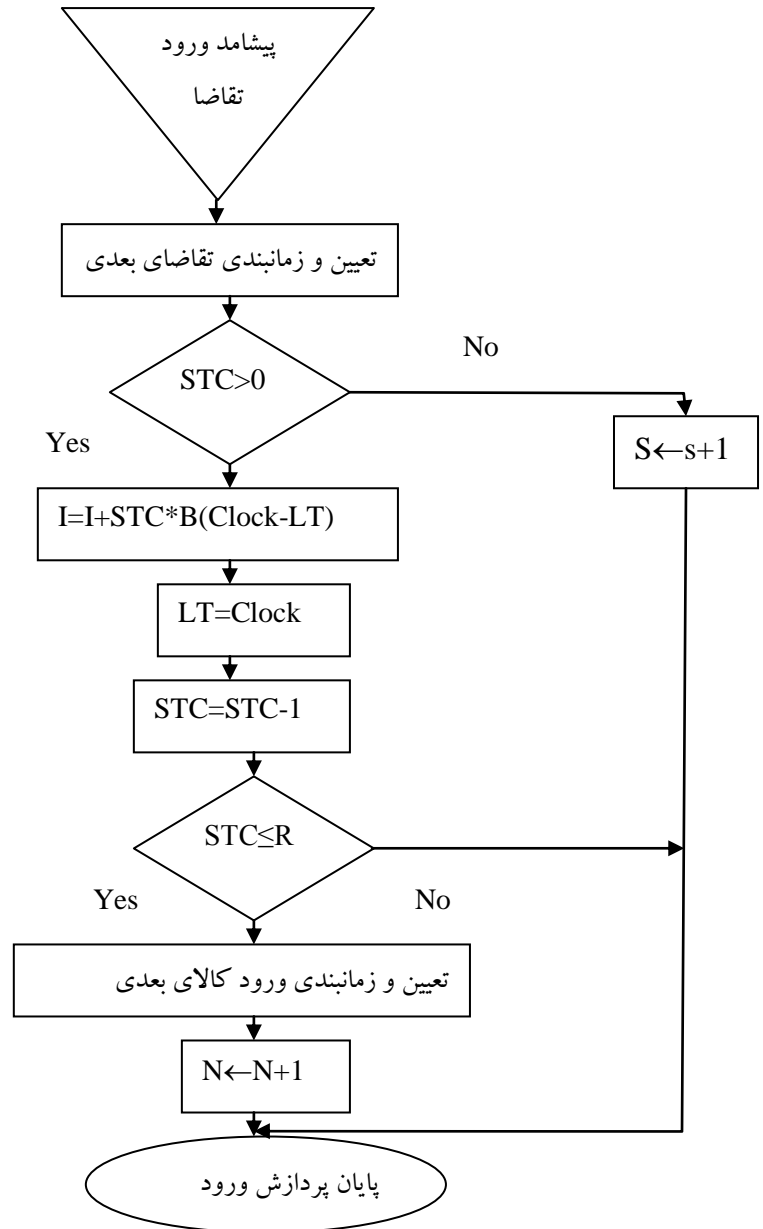 پیشامد ورود
تقاضا
تعیین و زمانبندی تقاضای بعدی
STC>0
No
Yes
S←s+1
I=I+STC*B(Clock-LT)
LT=Clock
STC=STC-1
STC≤R
Yes
No
تعیین و زمانبندی ورود کالای بعدی
N←N+1
پایان پردازش ورود